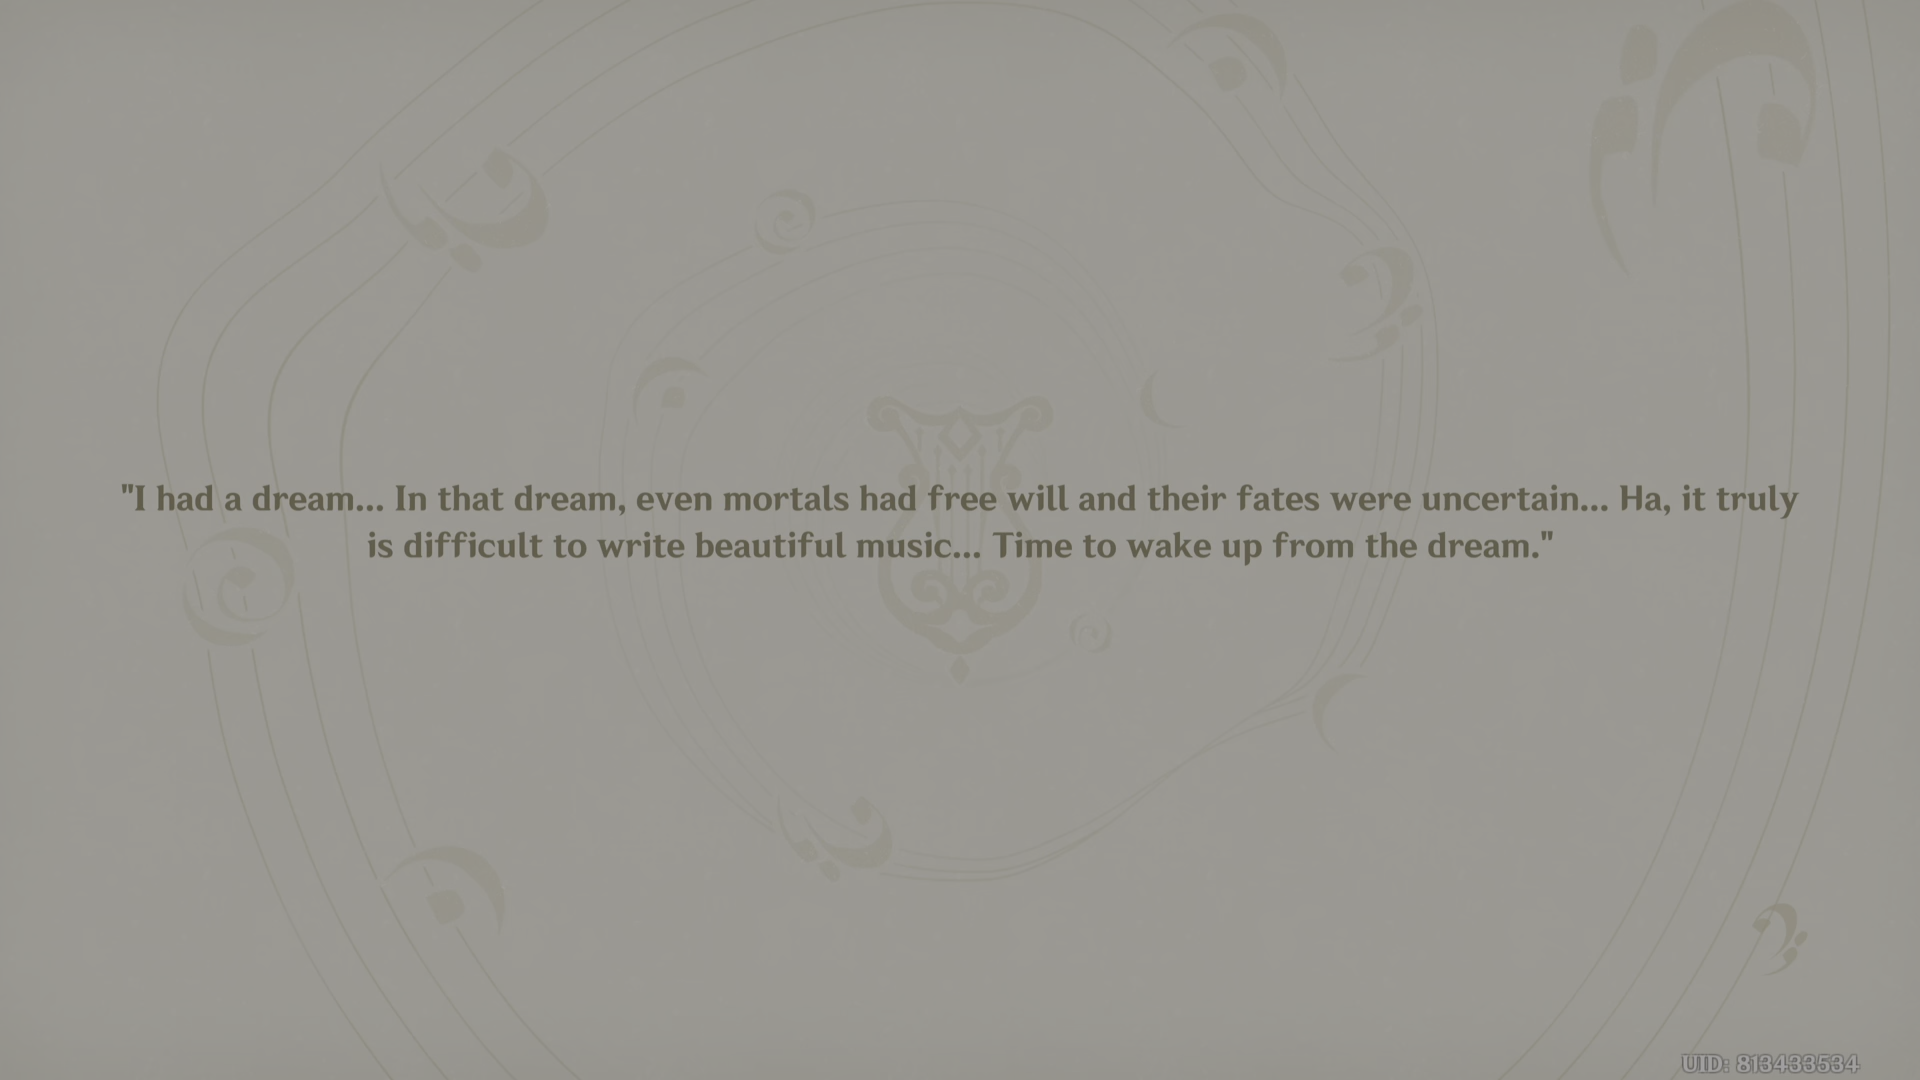 "I had a dream... In that dream, even mortals had free will and their fates were uncertain... Ha, it truly
is difficult to write beautiful music... Time to wake up from the dream."
UID: 813433534